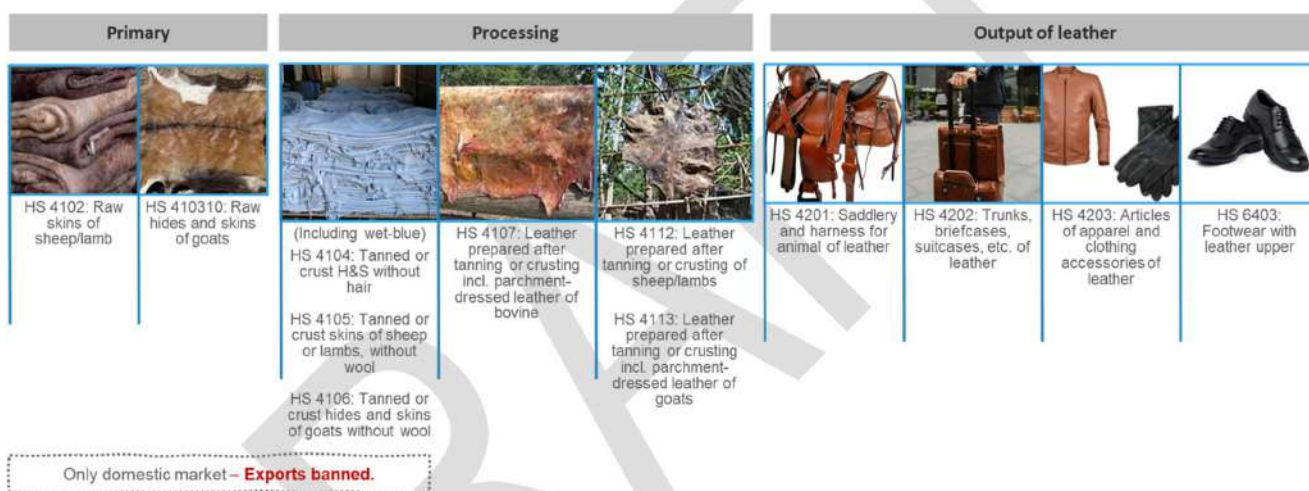 Primary
Processing
Output of leather
HS 4102: Raw
skins of
sheep/lamb
HS 410310: Raw
hides and skins
of goats
(Including wet-blue)
HS 4104: Tanned or
crust H&S without
hair
HS 4105: Tanned or
crust skins of sheep
or lambs, without
wool
HS 4106: Tanned or
crust hides and skins
of goats without wool
HS 4107: Leather
prepared after
tanning or crusting
incl. parchment-
dressed leather of
bovine
HS 4112: Leather
prepared after
tanning or crusting of
sheep/lambs
HS 4113: Leather
prepared after
tanning or crusting
incl. parchment-
dressed leather of
goats
HS 4201: Saddlery
and harness for
animal of leather
HS 4202: Trunks,
briefcases,
suitcases, etc. of
leather
HS 4203: Articles
of apparel and
clothing
accessories of
leather
HS 6403:
Footwear with
leather upper
Only domestic market – Exports banned.